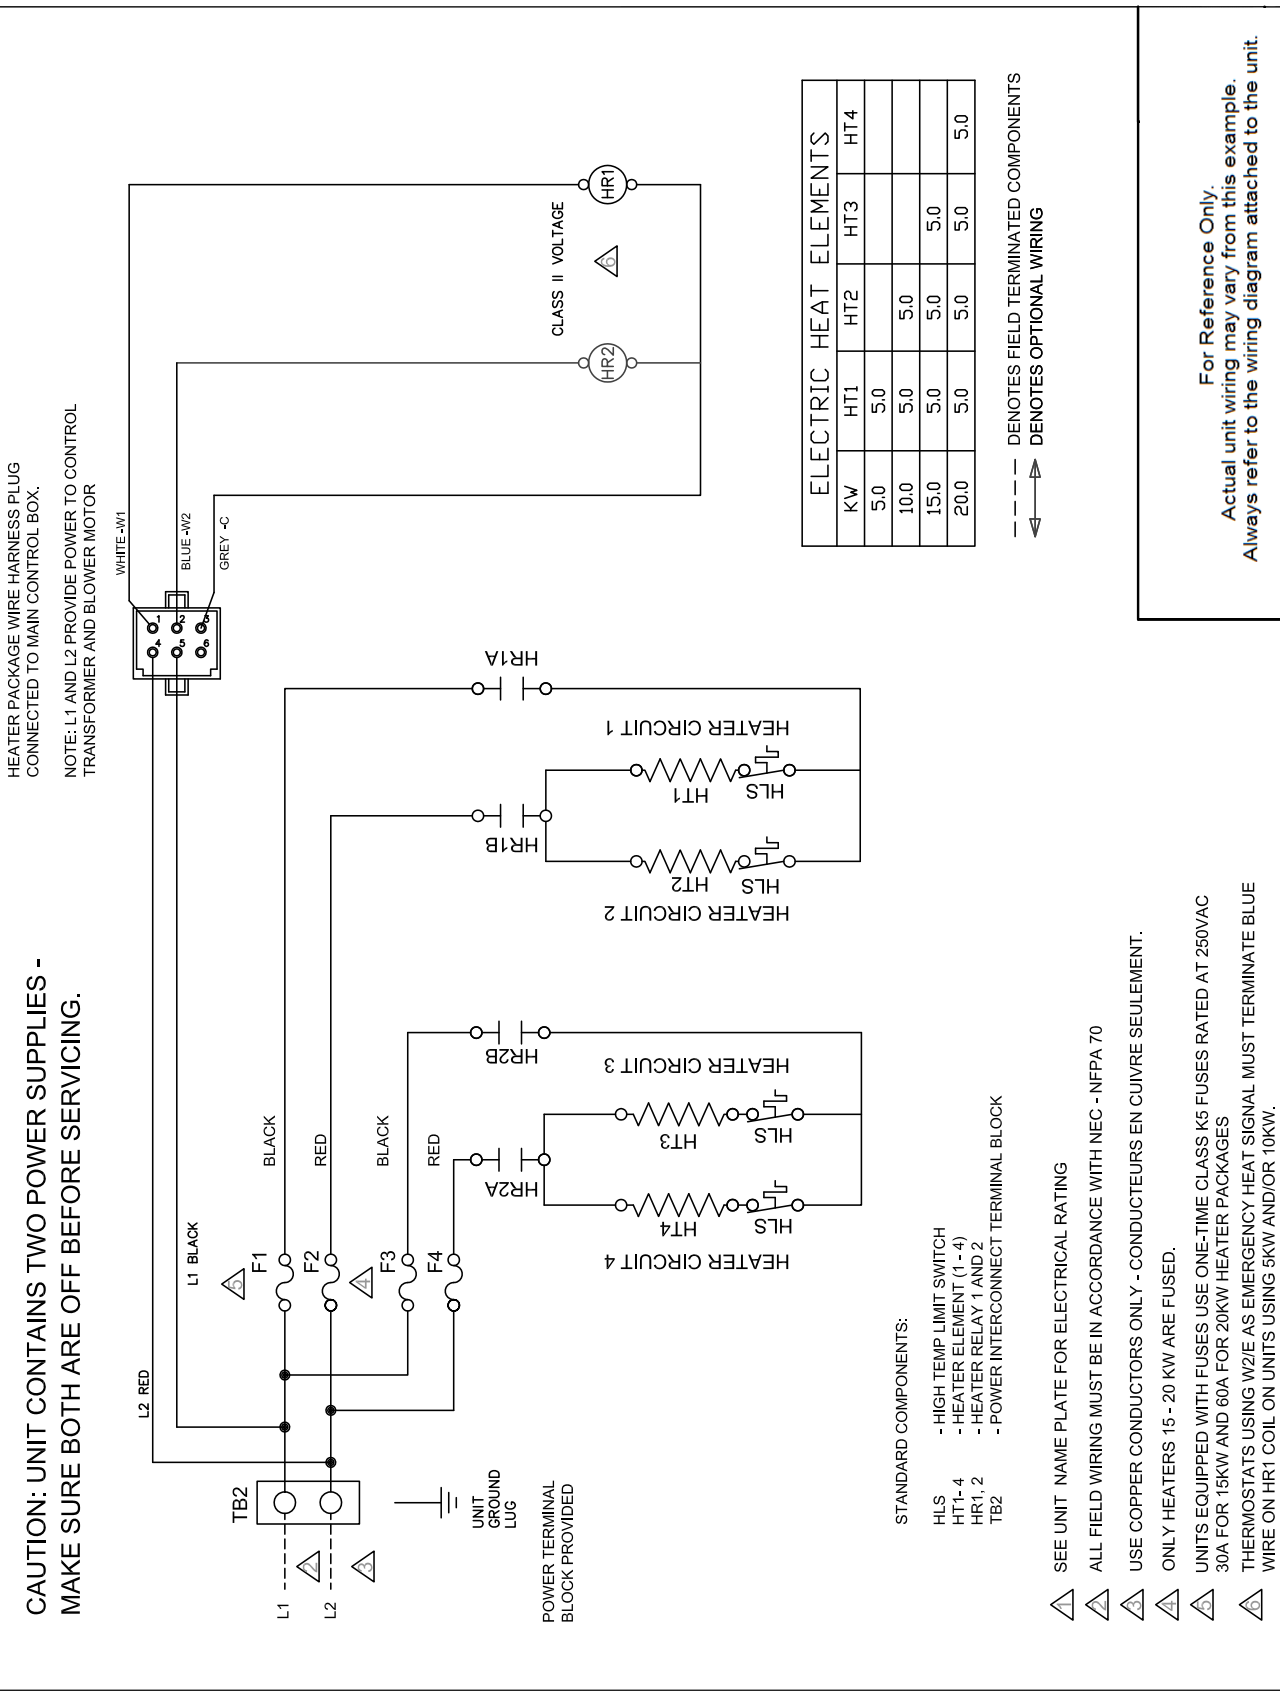 CAUTION: UNIT CONTAINS TWO POWER SUPPLIES -
MAKE SURE BOTH ARE OFF BEFORE SERVICING.
HEATER PACKAGE WIRE HARNESS PLUG
CONNECTED TO MAIN CONTROL BOX.
NOTE: L1 AND L2 PROVIDE POWER TO CONTROL
TRANSFORMER AND BLOWER MOTOR
WHITE -W1
BLUE -W2
GREY -C
1
2
3
4
5
6
L2 RED
L1 BLACK
TB2
L1
L2
2
3
5
F1
F2
4
F3
F4
BLACK
RED
BLACK
RED
UNIT
GROUND
LUG
POWER TERMINAL
BLOCK PROVIDED
HR1A
HR1B
HR2B
HR2A
HEATER CIRCUIT 1
HT1
HLS
HT2
HLS
HEATER CIRCUIT 2
HEATER CIRCUIT 3
HT3
HLS
HT4
HLS
HEATER CIRCUIT 4
CLASS II VOLTAGE
6
HR1
HR2
ELECTRIC HEAT ELEMENTS
KW HT1 HT2 HT3 HT4
5.0 5.0
10.0 5.0 5.0
15.0 5.0 5.0 5.0
20.0 5.0 5.0 5.0 5.0
DENOTES FIELD TERMINATED COMPONENTS
DENOTES OPTIONAL WIRING
STANDARD COMPONENTS:
HLS - HIGH TEMP LIMIT SWITCH
HT1- 4 - HEATER ELEMENT (1 - 4)
HR1, 2 - HEATER RELAY 1 AND 2
TB2 - POWER INTERCONNECT TERMINAL BLOCK
1 SEE UNIT NAME PLATE FOR ELECTRICAL RATING
2 ALL FIELD WIRING MUST BE IN ACCORDANCE WITH NEC - NFPA 70
3 USE COPPER CONDUCTORS ONLY - CONDUCTEURS EN CUIVRE SEULEMENT.
4 ONLY HEATERS 15 - 20 KW ARE FUSED.
5 UNITS EQUIPPED WITH FUSES USE ONE-TIME CLASS K5 FUSES RATED AT 250VAC
30A FOR 15KW AND 60A FOR 20KW HEATER PACKAGES
6 THERMOSTATS USING W2/E AS EMERGENCY HEAT SIGNAL MUST TERMINATE BLUE
WIRE ON HR1 COIL ON UNITS USING 5KW AND/OR 10KW.
For Reference Only.
Actual unit wiring may vary from this example.
Always refer to the wiring diagram attached to the unit.